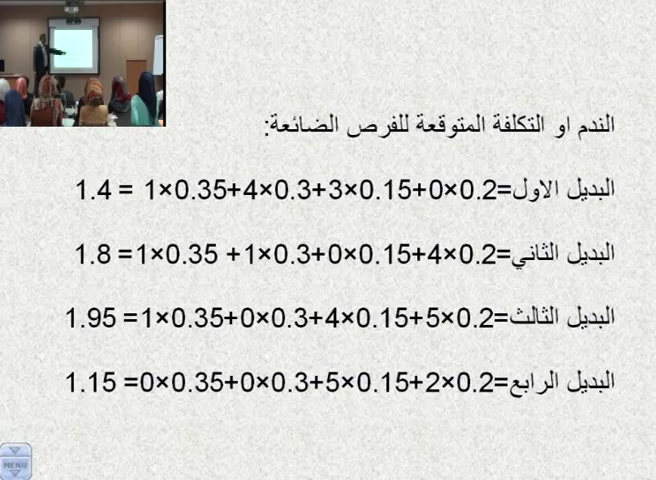 الندم او التكلفة المتوقعة للفرص الضائعة:
البديل الاول=0.2×0+0.15×3+0.3×4+0.35×1 = 1.4
البديل الثاني=0.2×4+0.15×0+0.3×1+ 0.35×1= 1.8
البديل الثالث=0.2×5+0.15×4+0.3×0+0.35×1= 1.95
البديل الرابع=0.2×2+0.15×5+0.3×0+0.35×0= 1.15
MENU